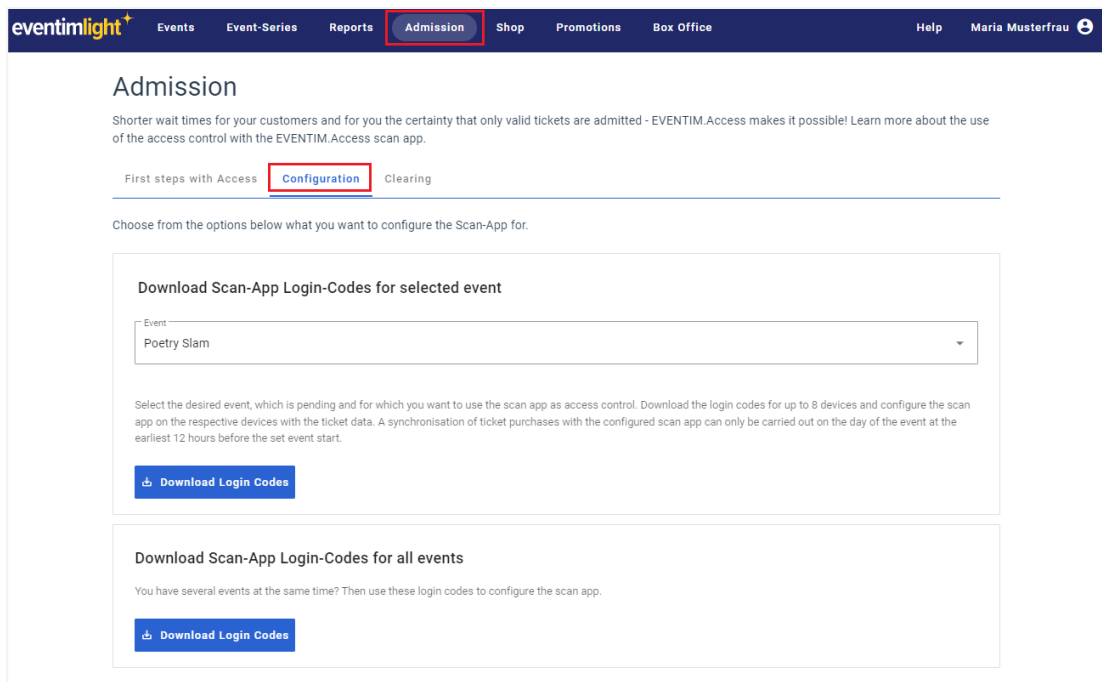 eventimlight Events Event-Series Reports Admission Shop Promotions Box Office Help Maria Musterfrau
Admission
Shorter wait times for your customers and for you the certainty that only valid tickets are admitted - EVENTIM.Access makes it possible! Learn more about the use
of the access control with the EVENTIM.Access scan app.
First steps with Access Configuration Clearing
Choose from the options below what you want to configure the Scan-App for.
Download Scan-App Login-Codes for selected event
Event
Poetry Slam
Select the desired event, which is pending and for which you want to use the scan app as access control. Download the login codes for up to 8 devices and configure the scan
app on the respective devices with the ticket data. A synchronisation of ticket purchases with the configured scan app can only be carried out on the day of the event at the
earliest 12 hours before the set event start.
Download Login Codes
Download Scan-App Login-Codes for all events
You have several events at the same time? Then use these login codes to configure the scan app.
Download Login Codes